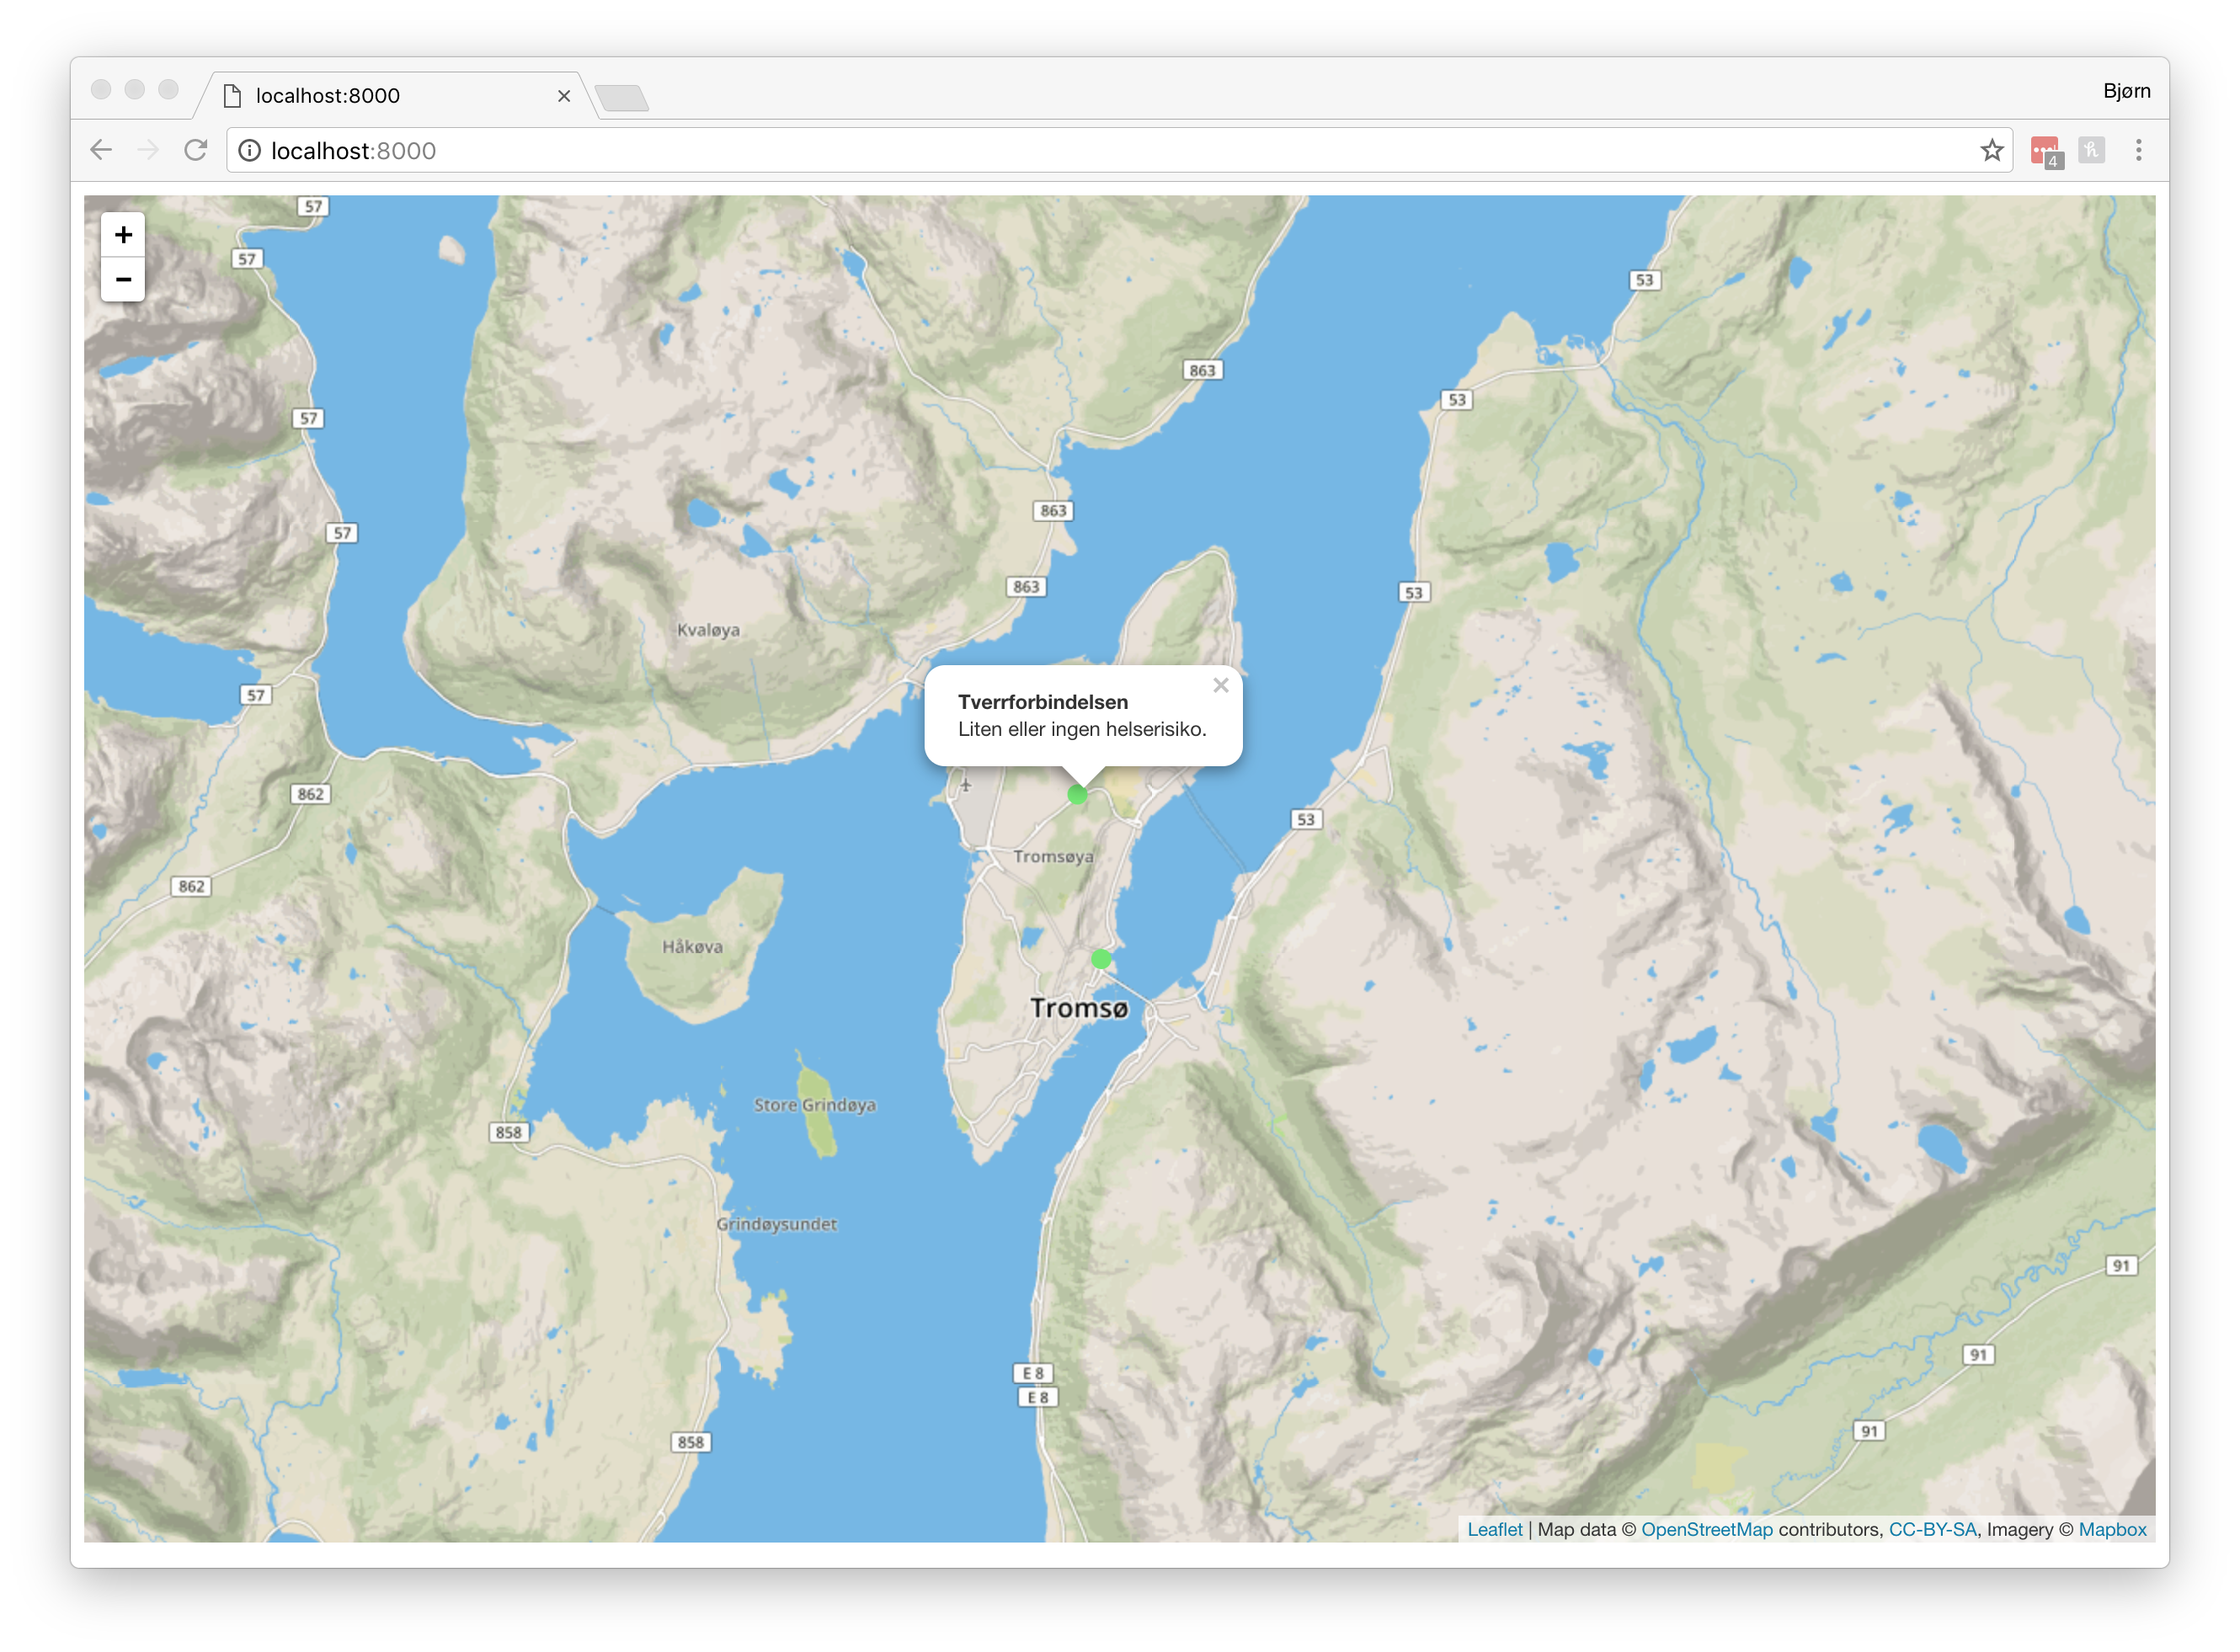 localhost:8000
Bjørn
localhost:8000
4
+
−
57
57
53
863
53
57
863
57
863
53
Kvaløya
57
Tverrforbindelsen
Liten eller ingen helserisiko.
862
53
Tromsøya
862
Håkøya
Tromsø
Store Grindøya
858
Grindøysundet
91
91
E 8
E 8
91
858
Leaflet | Map data © OpenStreetMap contributors, CC-BY-SA, Imagery © Mapbox